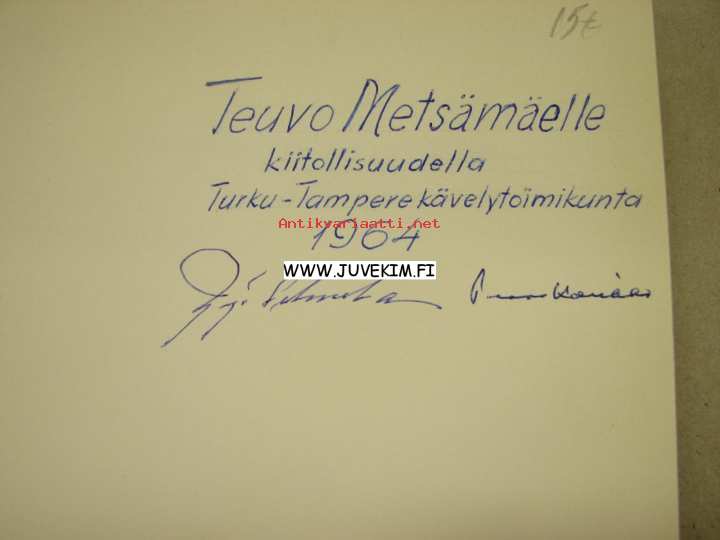 15€
Teuvo Metsämäelle
kiitollisuudella
Turku-Tampere kävelytoimikunta
Antikvariaatti.net
1964
WWW.JUVEKIM.FI